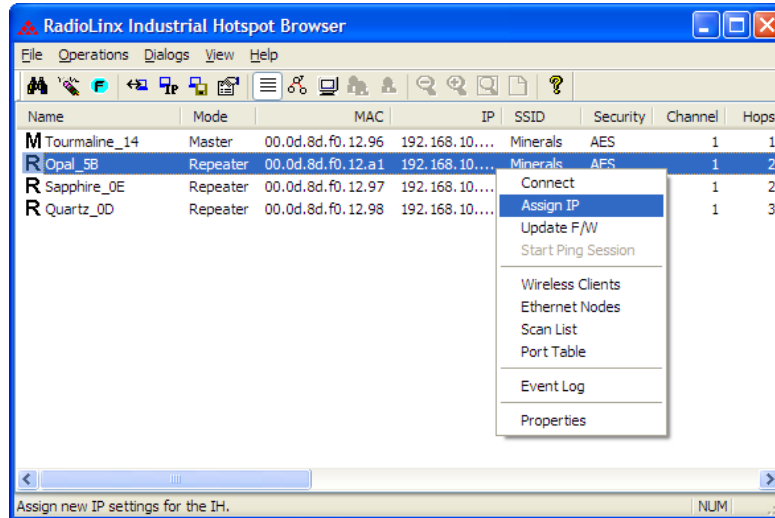 RadioLinx Industrial Hotspot Browser
File Operations Dialogs View Help
Name Mode MAC IP SSID Security Channel Hops
M Tourmaline_14 Master 00.0d.8d.f0.12.96 192.168.10.... Minerals AES 1 1
R Opal_5B Repeater 00.0d.8d.f0.12.a1 192.168.10.... Minerals AES 1 2
R Sapphire_0E Repeater 00.0d.8d.f0.12.97 192.168.10.... 1 2
R Quartz_0D Repeater 00.0d.8d.f0.12.98 192.168.10.... 1 3
Connect
Assign IP
Update F/W
Start Ping Session
Wireless Clients
Ethernet Nodes
Scan List
Port Table
Event Log
Properties
Assign new IP settings for the IH. NUM